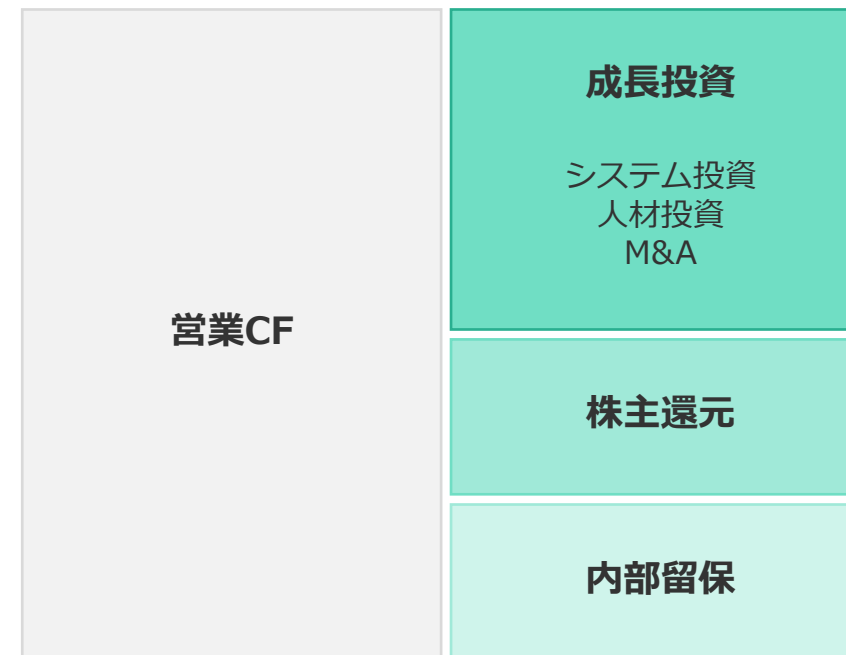 営業CF
成長投資
システム投資
人材投資
M&A
株主還元
内部留保